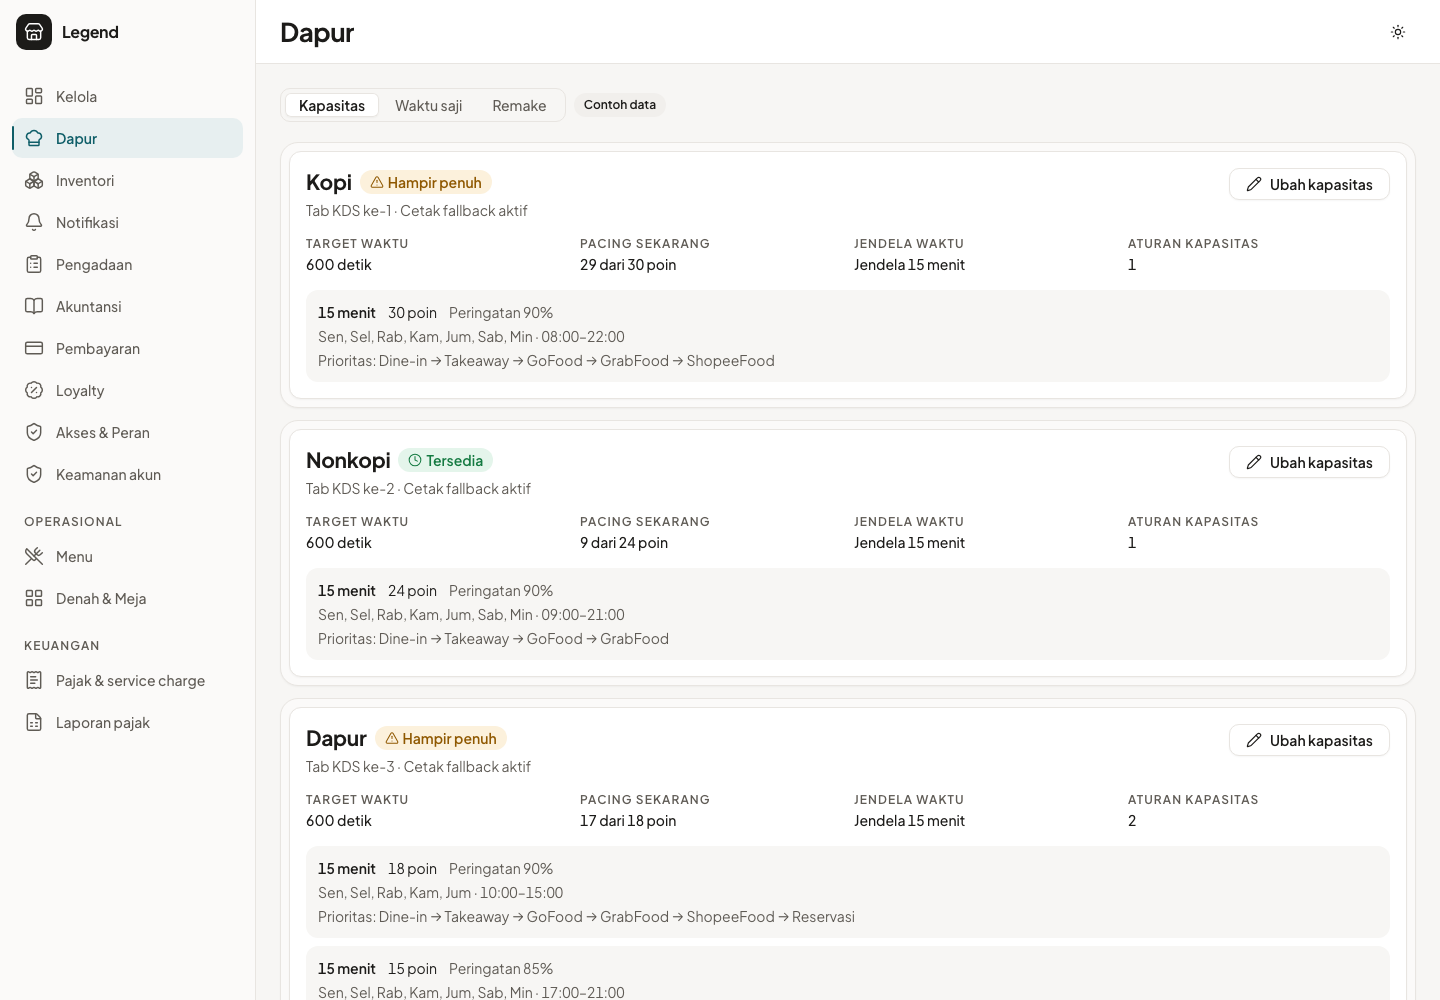 Legend
Kelola
Dapur
Inventori
Notifikasi
Pengadaan
Akuntansi
Pembayaran
Loyalty
Akses & Peran
Keamanan akun
OPERASIONAL
Menu
Denah & Meja
KEUANGAN
Pajak & service charge
Laporan pajak
Dapur
Kapasitas Waktu saji Remake Contoh data
Kopi Hampir penuh Ubah kapasitas
Tab KDS ke-1 · Cetak fallback aktif
TARGET WAKTU PACING SEKARANG JENDELA WAKTU ATURAN KAPASITAS
600 detik 29 dari 30 poin Jendela 15 menit 1
15 menit 30 poin Peringatan 90%
Sen, Sel, Rab, Kam, Jum, Sab, Min · 08:00–22:00
Prioritas: Dine-in → Takeaway → GoFood → GrabFood → ShopeeFood
Nonkopi Tersedia Ubah kapasitas
Tab KDS ke-2 · Cetak fallback aktif
TARGET WAKTU PACING SEKARANG JENDELA WAKTU ATURAN KAPASITAS
600 detik 9 dari 24 poin Jendela 15 menit 1
15 menit 24 poin Peringatan 90%
Sen, Sel, Rab, Kam, Jum, Sab, Min · 09:00–21:00
Prioritas: Dine-in → Takeaway → GoFood → GrabFood
Dapur Hampir penuh Ubah kapasitas
Tab KDS ke-3 · Cetak fallback aktif
TARGET WAKTU PACING SEKARANG JENDELA WAKTU ATURAN KAPASITAS
600 detik 17 dari 18 poin Jendela 15 menit 2
15 menit 18 poin Peringatan 90%
Sen, Sel, Rab, Kam, Jum · 10:00–15:00
Prioritas: Dine-in → Takeaway → GoFood → GrabFood → ShopeeFood → Reservasi
15 menit 15 poin Peringatan 85%
Sen, Sel, Rab, Kam, Jum, Sab, Min · 17:00–21:00